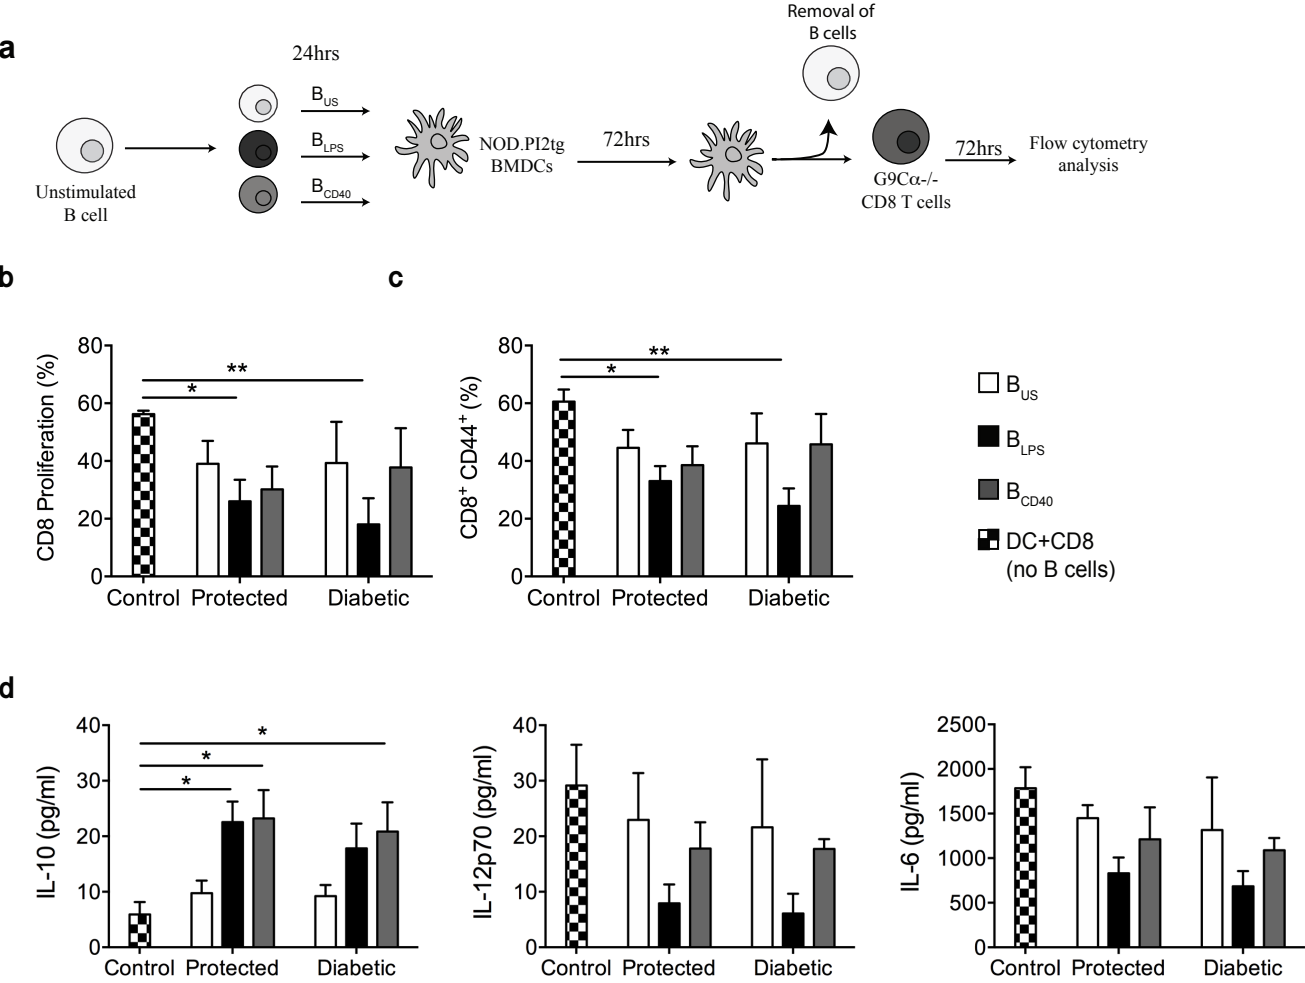 a
24hrs
Removal of
B cells
B_US
B_LPS
B_CD40
Unstimulated
B cell
NOD.PI2tg
BMDCs
72hrs
G9Cα-/-
CD8 T cells
72hrs
Flow cytometry
analysis
b
CD8 Proliferation (%)
80
60
40
20
0
**
*
Control Protected Diabetic
c
CD8⁺ CD44⁺ (%)
80
60
40
20
0
**
*
Control Protected Diabetic
B_US
B_LPS
B_CD40
DC+CD8
(no B cells)
d
IL-10 (pg/ml)
40
30
20
10
0
*
*
*
Control Protected Diabetic
IL-12p70 (pg/ml)
40
30
20
10
0
Control Protected Diabetic
IL-6 (pg/ml)
2500
2000
1500
1000
500
0
Control Protected Diabetic